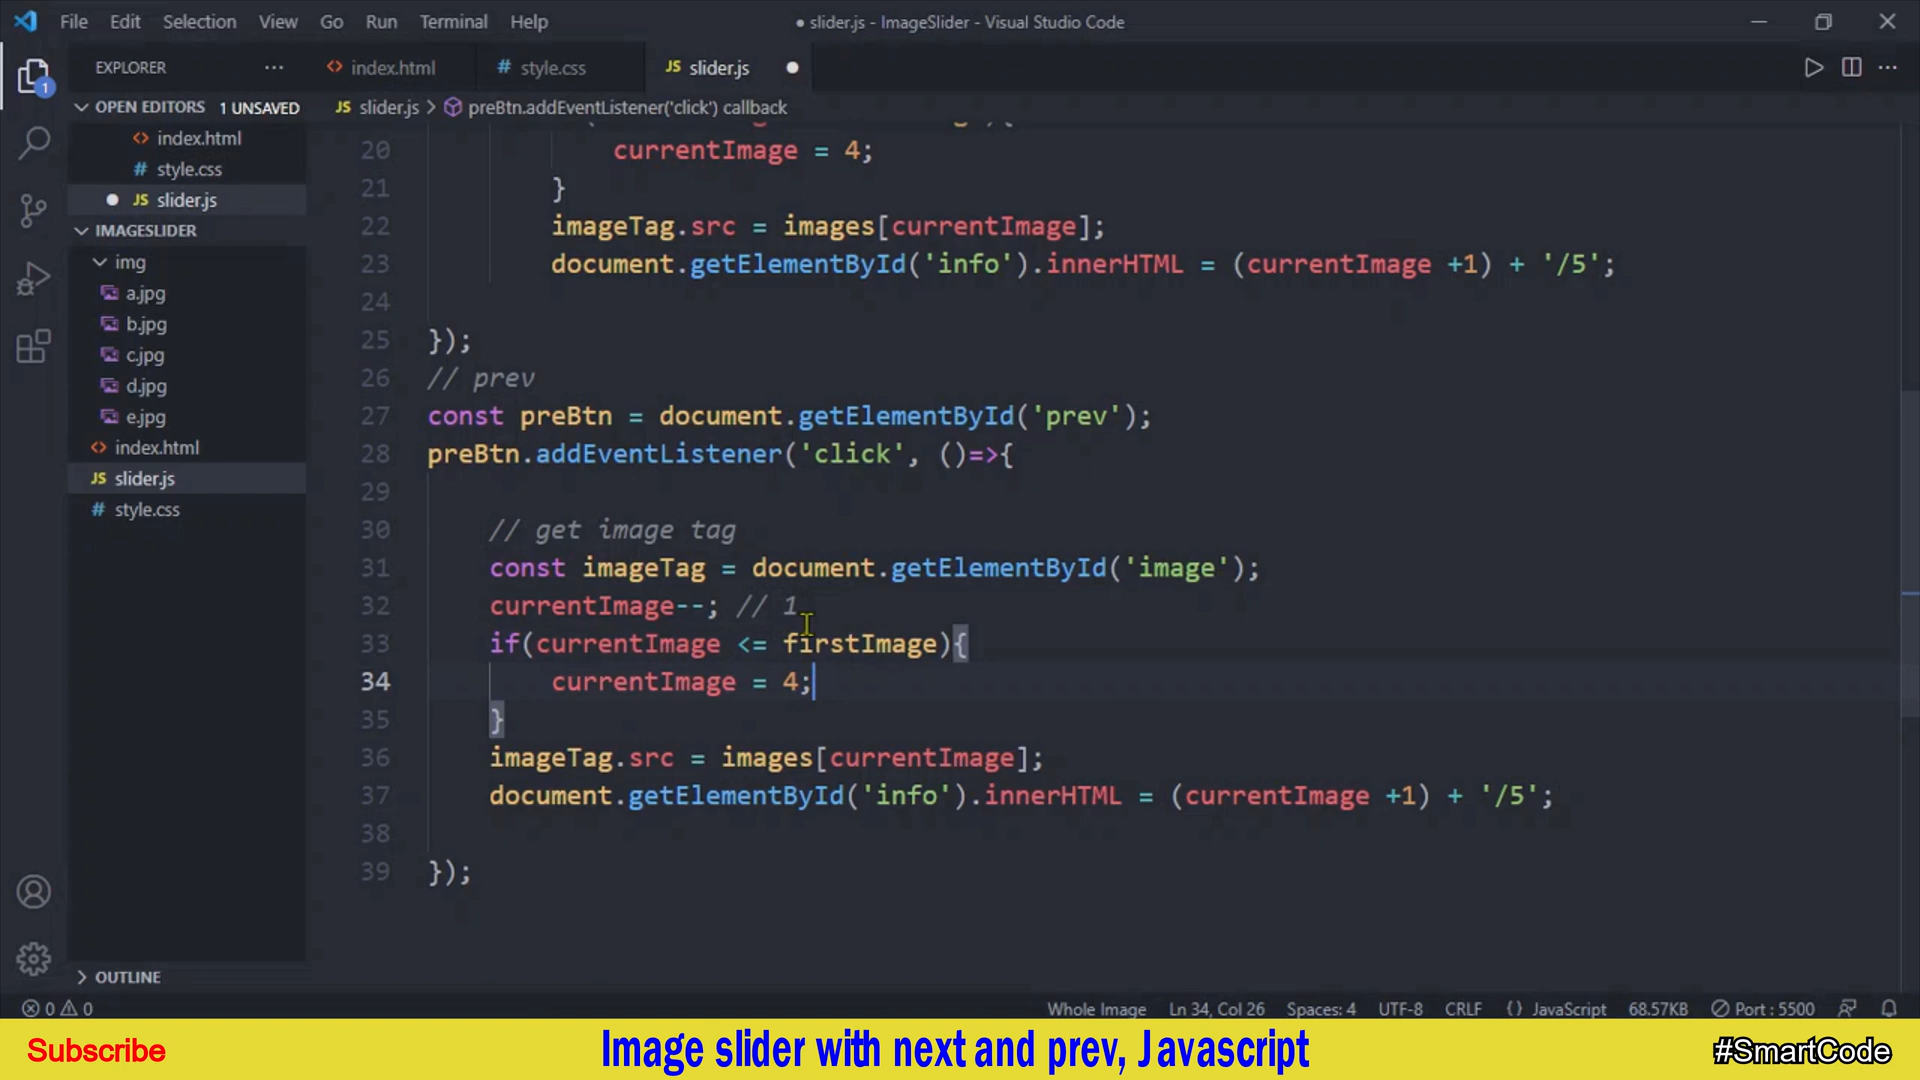 File Edit Selection View Go Run Terminal Help
● slider.js - ImageSlider - Visual Studio Code
EXPLORER ···
<> index.html
# style.css
JS slider.js ●
1
OPEN EDITORS 1 UNSAVED
JS slider.js > preBtn.addEventListener('click') callback
<> index.html
# style.css
● JS slider.js
IMAGESLIDER
img
a.jpg
b.jpg
c.jpg
d.jpg
e.jpg
<> index.html
JS slider.js
# style.css
OUTLINE
20 currentImage = 4;
21 }
22 imageTag.src = images[currentImage];
23 document.getElementById('info').innerHTML = (currentImage +1) + '/5';
24
25 });
26 // prev
27 const preBtn = document.getElementById('prev');
28 preBtn.addEventListener('click', ()=>{
29
30 // get image tag
31 const imageTag = document.getElementById('image');
32 currentImage--; // 1
33 if(currentImage <= firstImage){
34 currentImage = 4;
35 }
36 imageTag.src = images[currentImage];
37 document.getElementById('info').innerHTML = (currentImage +1) + '/5';
38
39 });
0 0 Whole Image Ln 34, Col 26 Spaces: 4 UTF-8 CRLF {} JavaScript 68.57KB Port : 5500
Subscribe
Image slider with next and prev, Javascript
#SmartCode